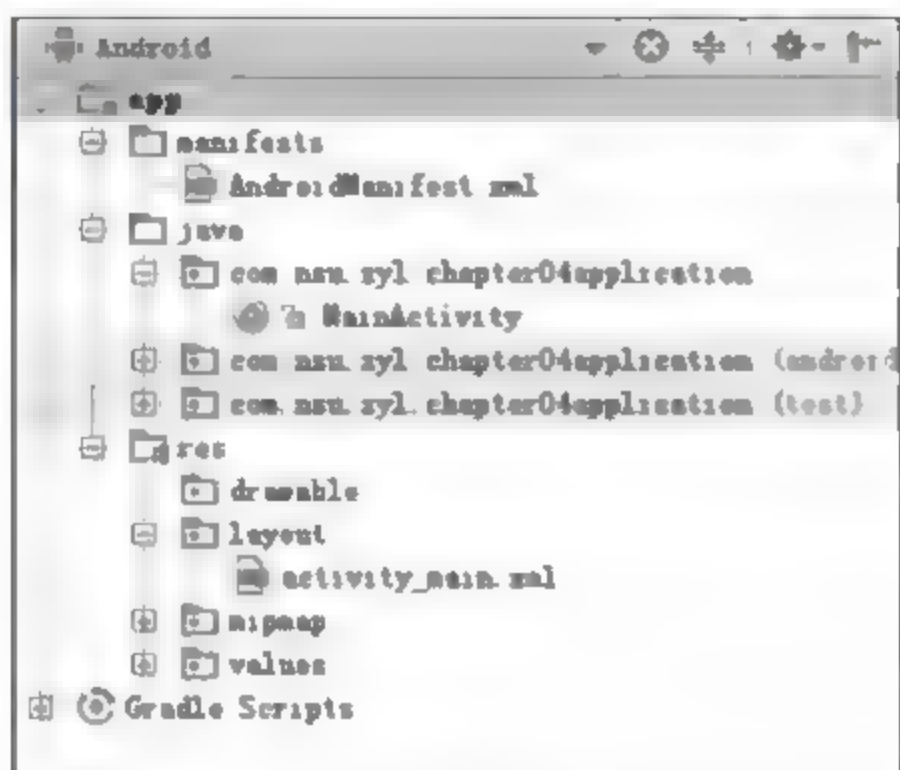 Android
app
manifests
AndroidManifest.xml
java
com.nsu.zyl.chapter04application
MainActivity
com.nsu.zyl.chapter04application (android
com.nsu.zyl.chapter04application (test)
res
drawable
layout
activity_main.xml
mipmap
values
Gradle Scripts